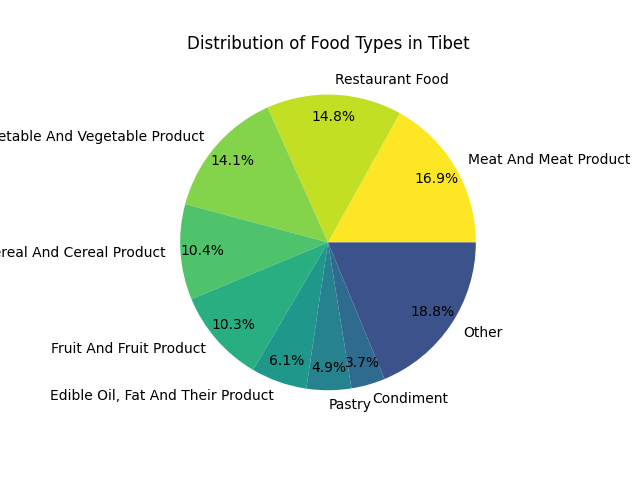 Distribution of Food Types in Tibet
Restaurant Food
14.8%
Meat And Meat Product
16.9%
etable And Vegetable Product
14.1%
ereal And Cereal Product
10.4%
Fruit And Fruit Product
10.3%
Edible Oil, Fat And Their Product
6.1%
Pastry
4.9%
Condiment
3.7%
Other
18.8%